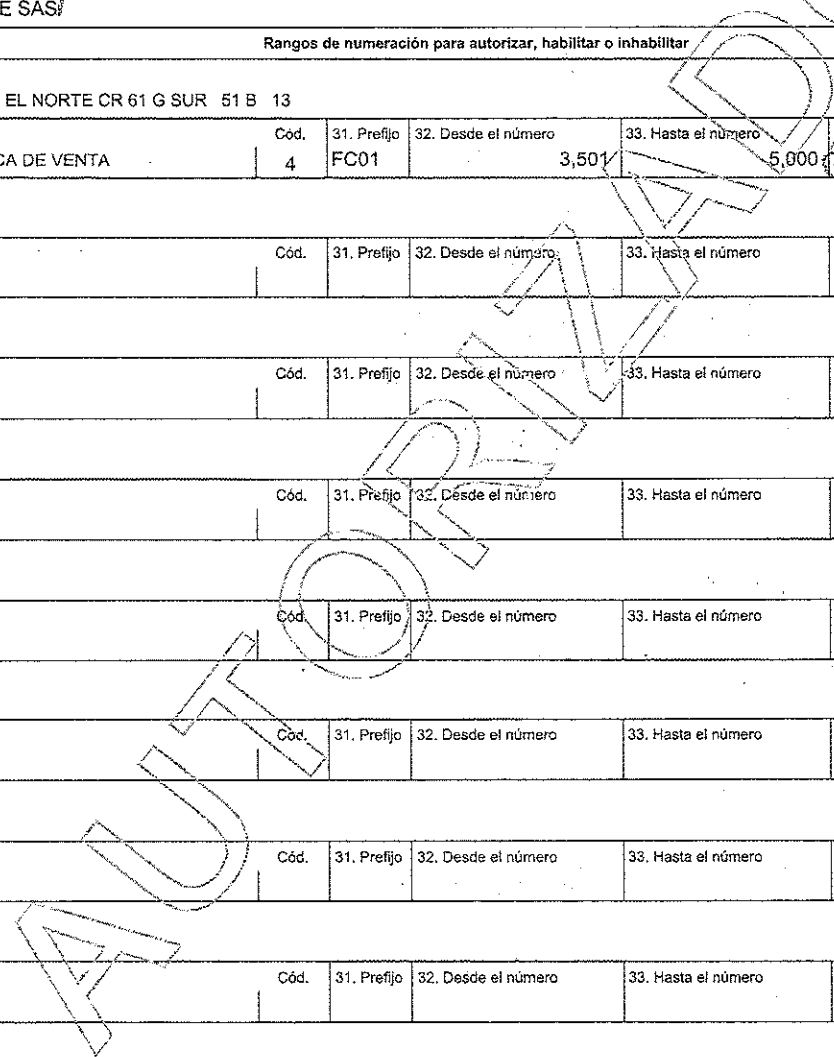 E SAS
Rangos de numeración para autorizar, habilitar o inhabilitar
EL NORTE CR 61 G SUR 51 B 13
Cód. 31. Prefijo 32. Desde el número 33. Hasta el número
CA DE VENTA 4 FC01 3,501 5,000
Cód. 31. Prefijo 32. Desde el número 33. Hasta el número
Cód. 31. Prefijo 32. Desde el número 33. Hasta el número
Cód. 31. Prefijo 32. Desde el número 33. Hasta el número
Cód. 31. Prefijo 32. Desde el número 33. Hasta el número
Cód. 31. Prefijo 32. Desde el número 33. Hasta el número
Cód. 31. Prefijo 32. Desde el número 33. Hasta el número
Cód. 31. Prefijo 32. Desde el número 33. Hasta el número
AUTORIZADO